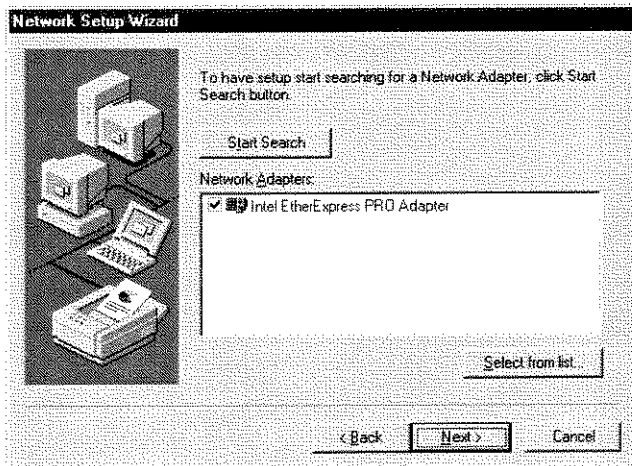 Network Setup Wizard
To have setup start searching for a Network Adapter, click Start
Search button.
Start Search
Network Adapters:
Intel EtherExpress PRO Adapter
Select from list...
< Back
Next >
Cancel